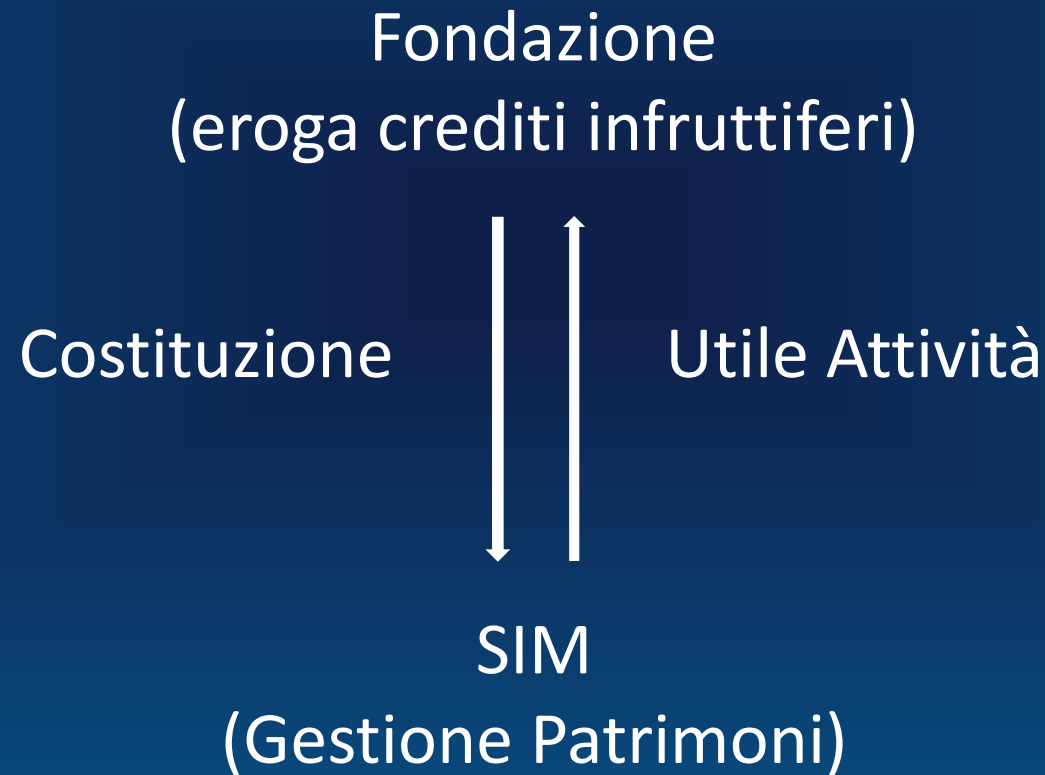 Fondazione
(eroga crediti infruttiferi)
Costituzione
Utile Attività
SIM
(Gestione Patrimoni)